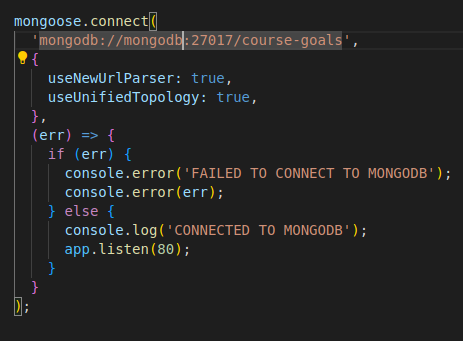 mongoose.connect(
'mongodb://mongodb:27017/course-goals',
{
useNewUrlParser: true,
useUnifiedTopology: true,
},
(err) => {
if (err) {
console.error('FAILED TO CONNECT TO MONGODB');
console.error(err);
} else {
console.log('CONNECTED TO MONGODB');
app.listen(80);
}
}
);